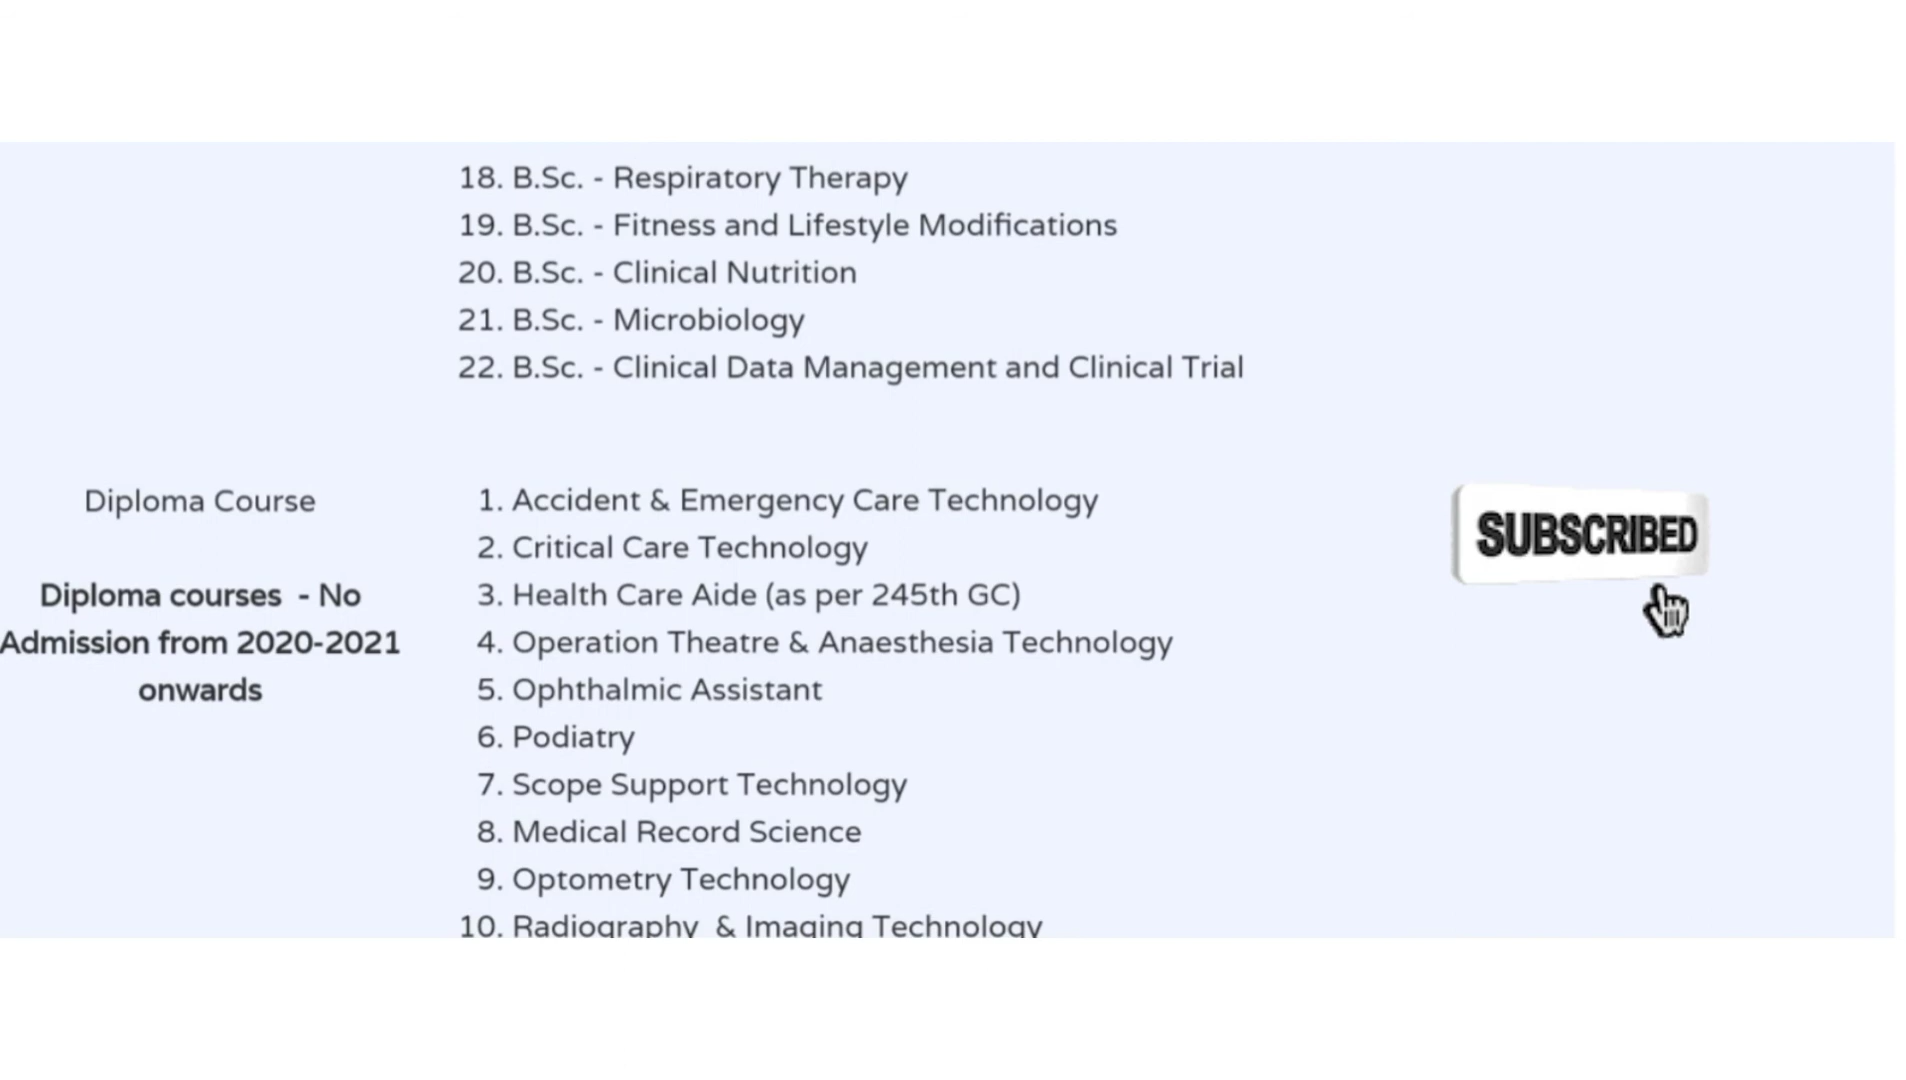 18. B.Sc. - Respiratory Therapy
19. B.Sc. - Fitness and Lifestyle Modifications
20. B.Sc. - Clinical Nutrition
21. B.Sc. - Microbiology
22. B.Sc. - Clinical Data Management and Clinical Trial
Diploma Course
Diploma courses - No
Admission from 2020-2021
onwards
1. Accident & Emergency Care Technology
2. Critical Care Technology
3. Health Care Aide (as per 245th GC)
4. Operation Theatre & Anaesthesia Technology
5. Ophthalmic Assistant
6. Podiatry
7. Scope Support Technology
8. Medical Record Science
9. Optometry Technology
10. Radiography & Imaging Technology
SUBSCRIBED